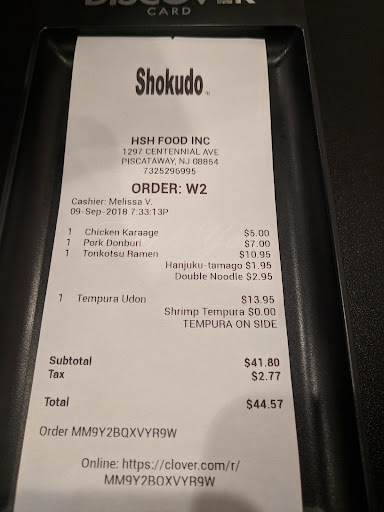 DISCOVER
CARD
Shokudo
HSH FOOD INC
1297 CENTENNIAL AVE
PISCATAWAY, NJ 08854
7325296995
ORDER: W2
Cashier: Melissa V.
09-Sep-2018 7:33:13P
1 Chicken Karaage $5.00
1 Pork Donburi $7.00
1 Tonkotsu Ramen $10.95
Hanjuku-tamago $1.95
Double Noodle $2.95
1 Tempura Udon $13.95
Shrimp Tempura $0.00
TEMPURA ON SIDE
Subtotal $41.80
Tax $2.77
Total $44.57
Order MM9Y2BQXVYR9W
Online: https://clover.com/r/
MM9Y2BQXVYR9W